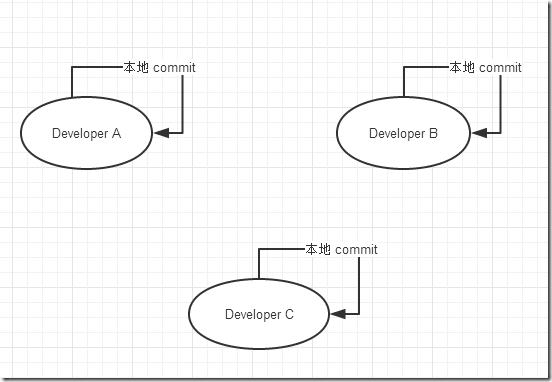 本地 commit
本地 commit
Developer A
Developer B
本地 commit
Developer C